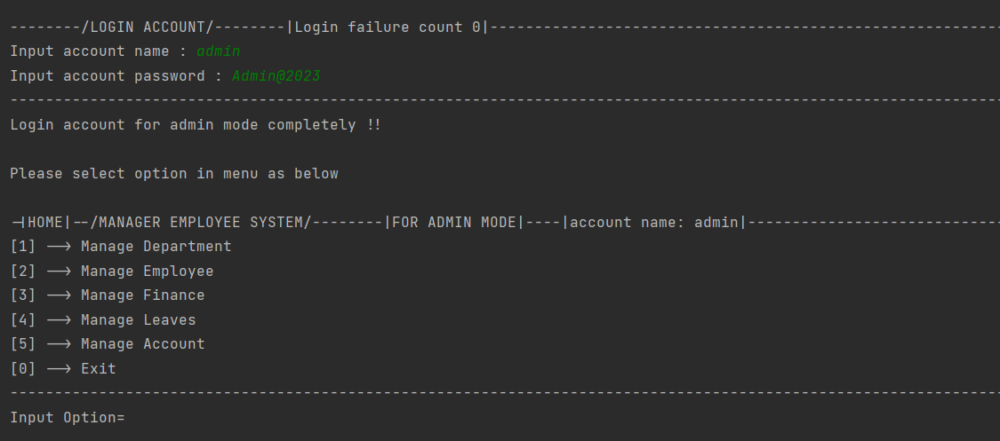 --------/LOGIN ACCOUNT/--------|Login failure count 0|----------------------------------------------------------
Input account name : admin
Input account password : Admin@2023
----------------------------------------------------------------------------------------------------------------
Login account for admin mode completely !!
Please select option in menu as below
-|HOME|--/MANAGER EMPLOYEE SYSTEM/--------|FOR ADMIN MODE|----|account name: admin|-----------------------------
[1] --> Manage Department
[2] --> Manage Employee
[3] --> Manage Finance
[4] --> Manage Leaves
[5] --> Manage Account
[0] --> Exit
----------------------------------------------------------------------------------------------------------------
Input Option=